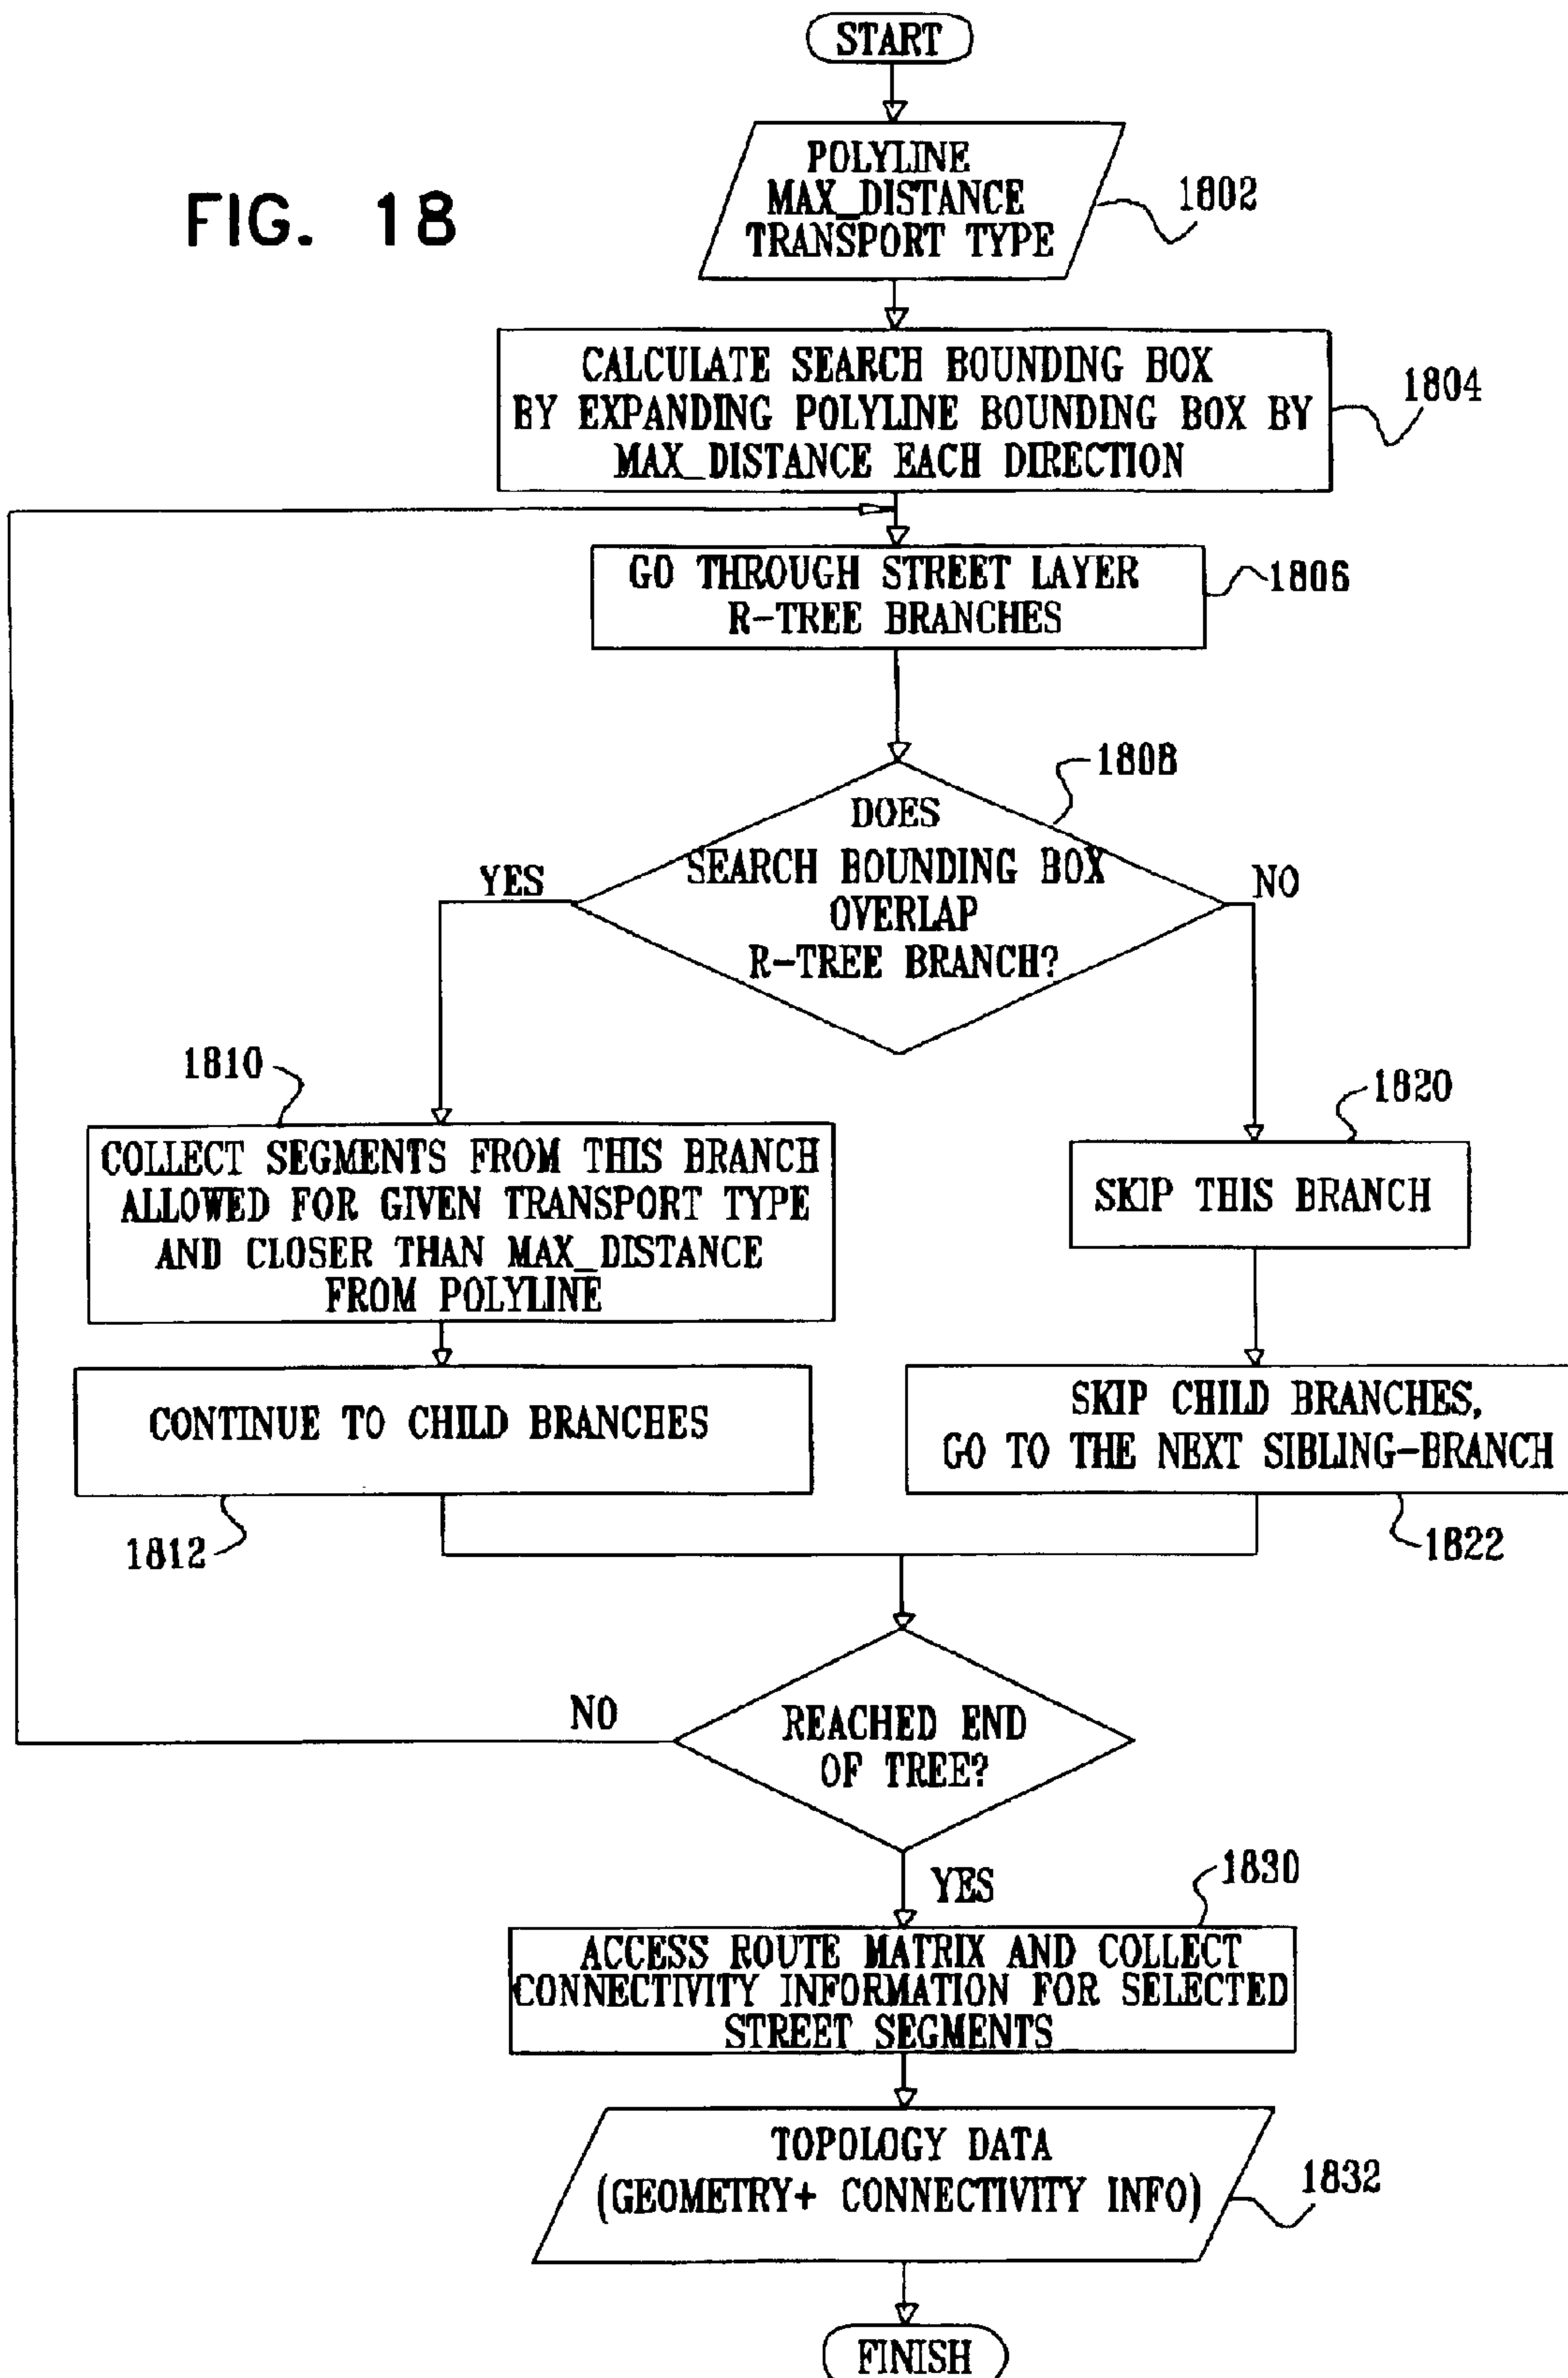 START
FIG. 18
POLYLINE
MAX_DISTANCE
TRANSPORT TYPE
1802
CALCULATE SEARCH BOUNDING BOX
BY EXPANDING POLYLINE BOUNDING BOX BY
MAX_DISTANCE EACH DIRECTION
1804
GO THROUGH STREET LAYER
R-TREE BRANCHES
1806
1808
DOES
SEARCH BOUNDING BOX
OVERLAP
R-TREE BRANCH?
YES
NO
1810
COLLECT SEGMENTS FROM THIS BRANCH
ALLOWED FOR GIVEN TRANSPORT TYPE
AND CLOSER THAN MAX_DISTANCE
FROM POLYLINE
1820
SKIP THIS BRANCH
CONTINUE TO CHILD BRANCHES
1812
SKIP CHILD BRANCHES,
GO TO THE NEXT SIBLING-BRANCH
1822
REACHED END
OF TREE?
NO
YES
1830
ACCESS ROUTE MATRIX AND COLLECT
CONNECTIVITY INFORMATION FOR SELECTED
STREET SEGMENTS
TOPOLOGY DATA
(GEOMETRY+ CONNECTIVITY INFO)
1832
FINISH